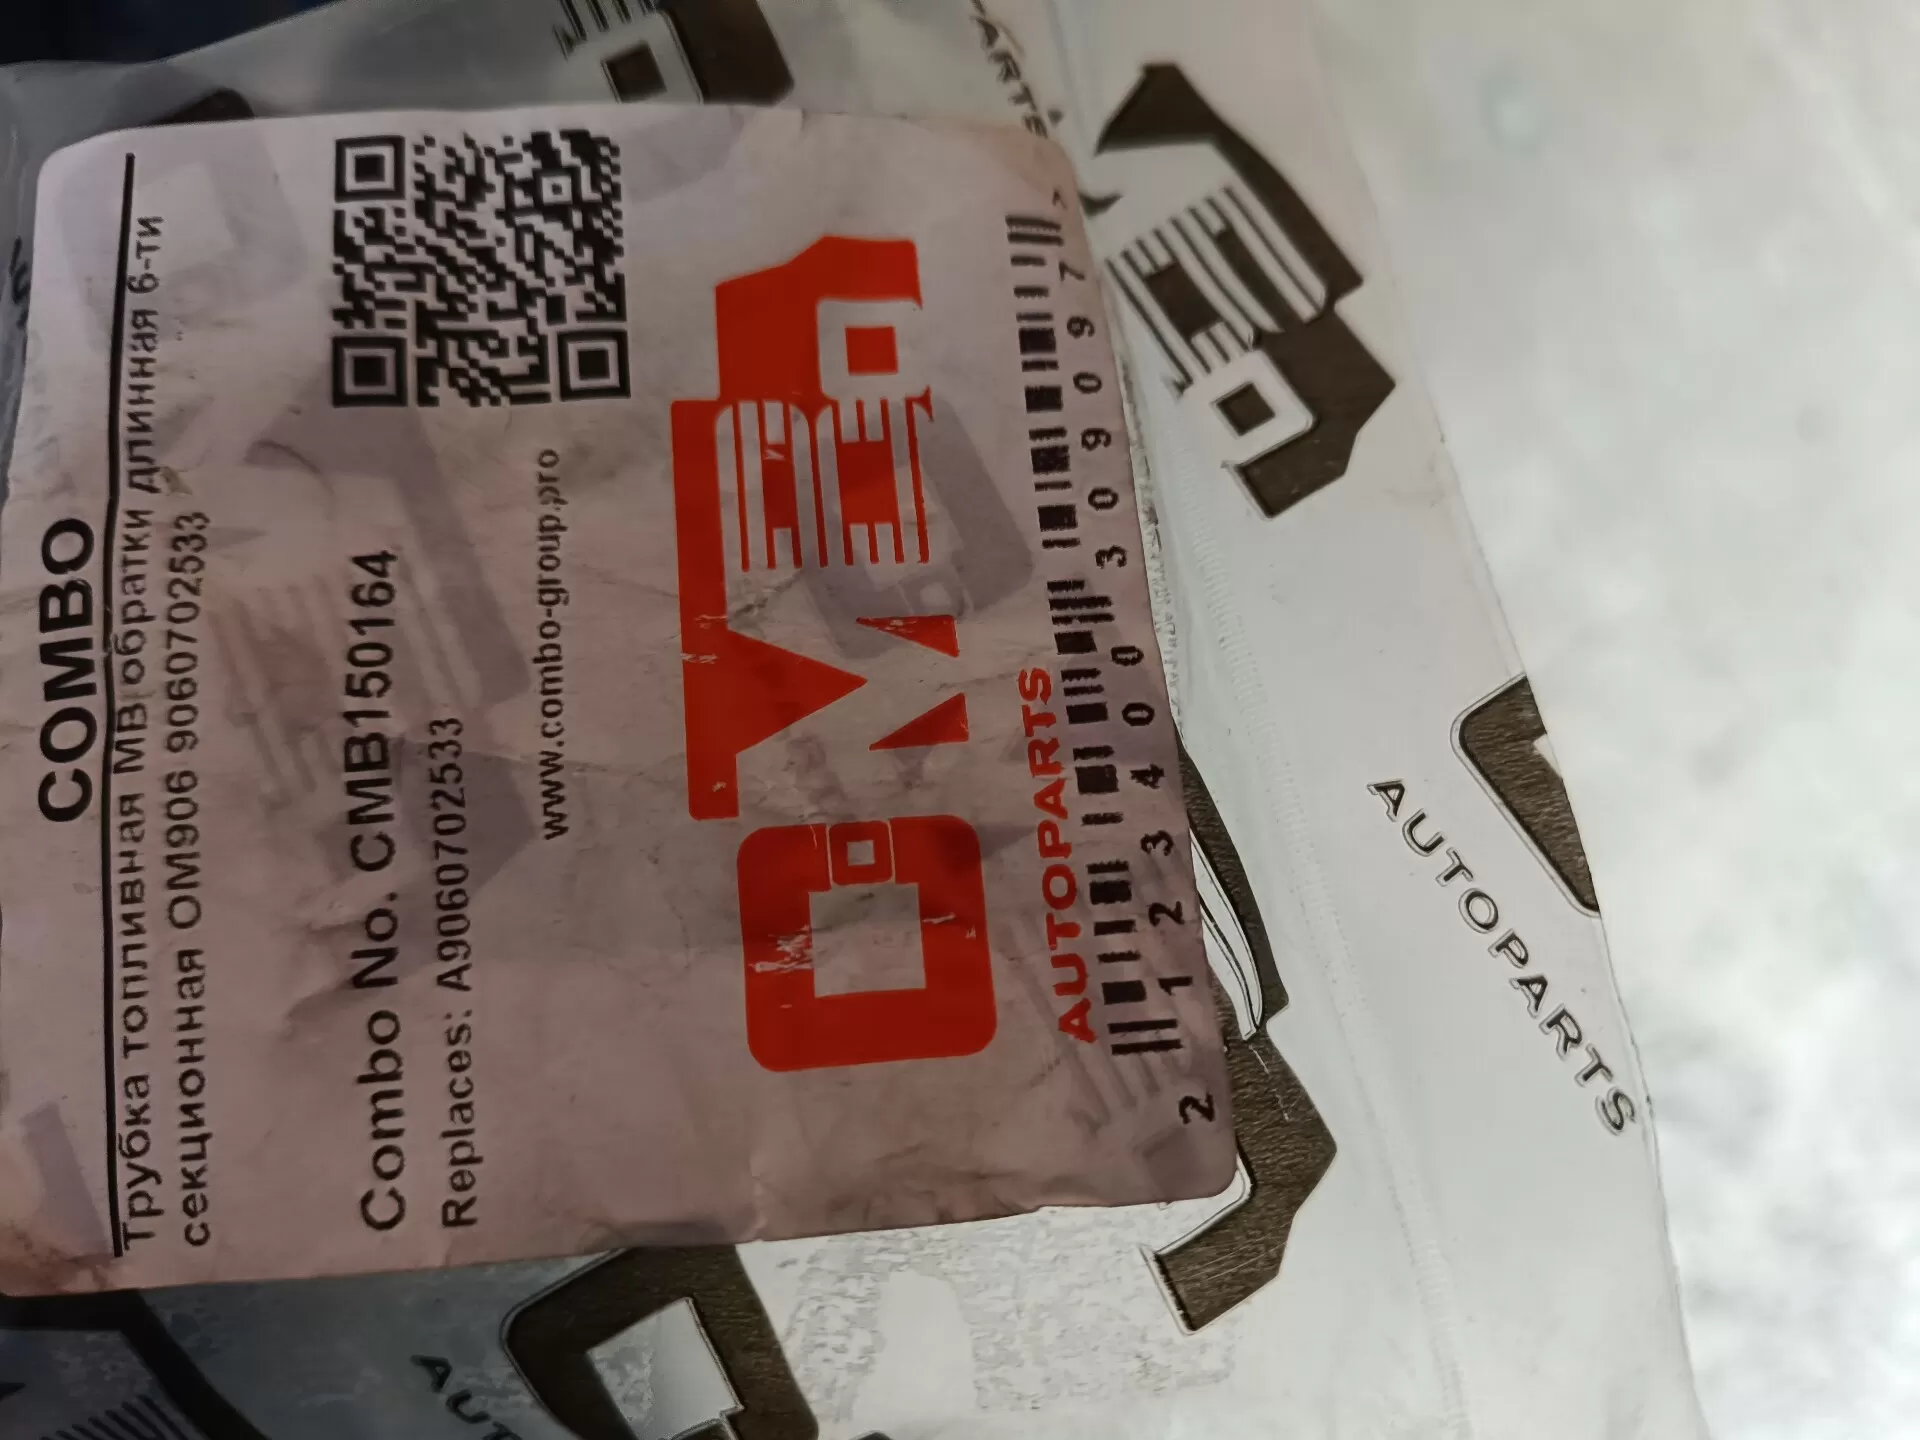 COMBO
Трубка топливная МВ обратки длинная 6-ти
секционная OM906 9060702533
Combo No. CMB150164
Replaces: A9060702533
www.combo-group.pro
AUTOPARTS
2 123400 309097 >
AUTOPARTS